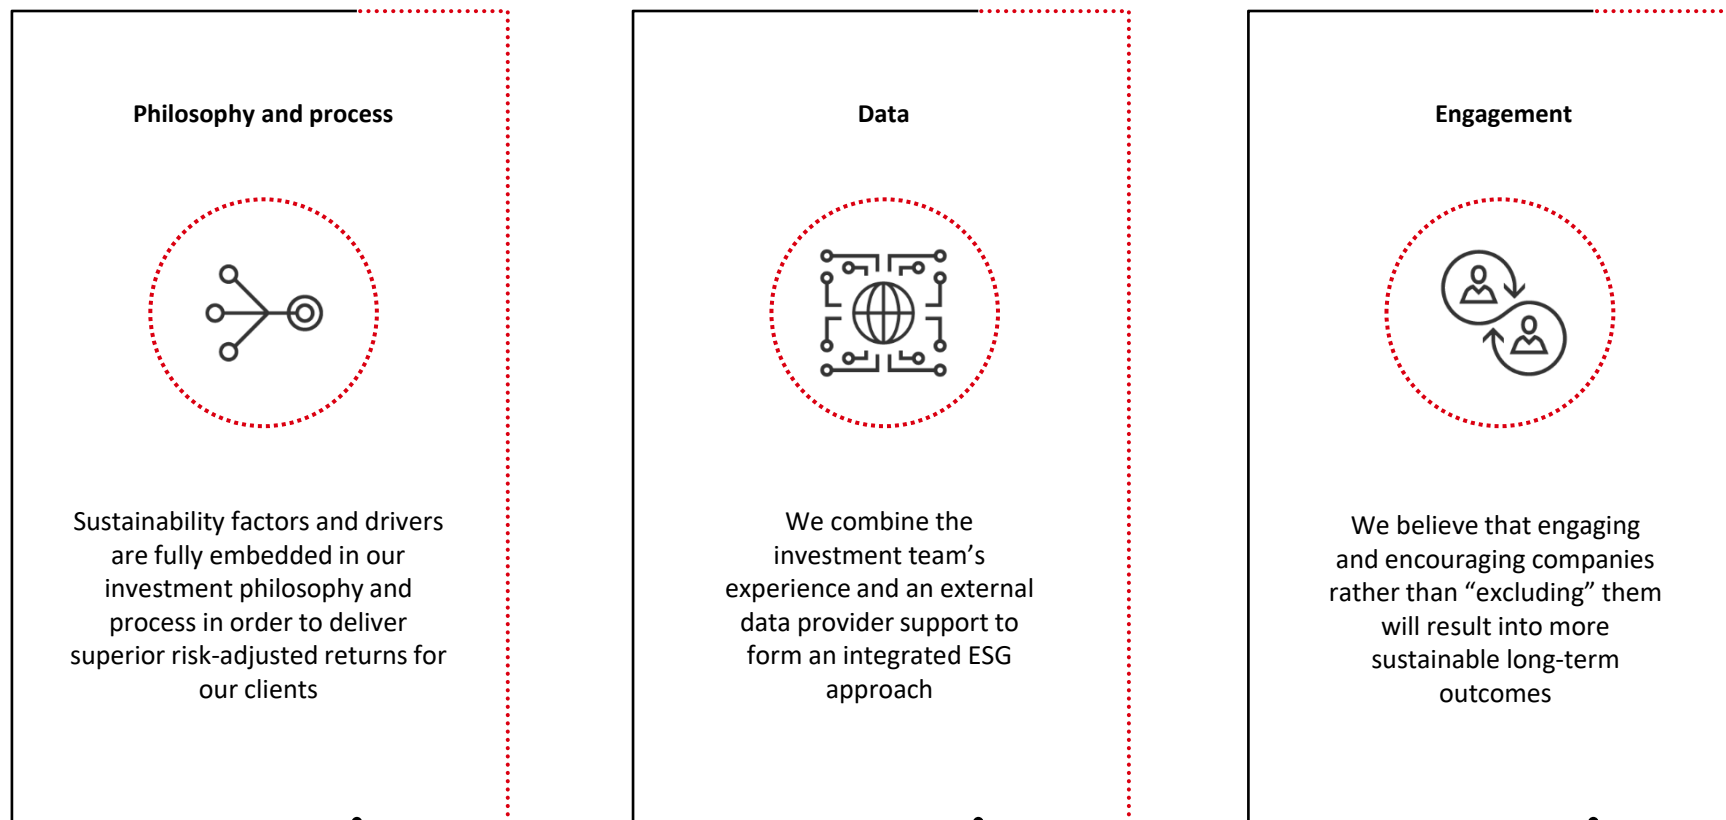 Philosophy and process
Sustainability factors and drivers
are fully embedded in our
investment philosophy and
process in order to deliver
superior risk-adjusted returns for
our clients
Data
We combine the
investment team’s
experience and an external
data provider support to
form an integrated ESG
approach
Engagement
We believe that engaging
and encouraging companies
rather than “excluding” them
will result into more
sustainable long-term
outcomes